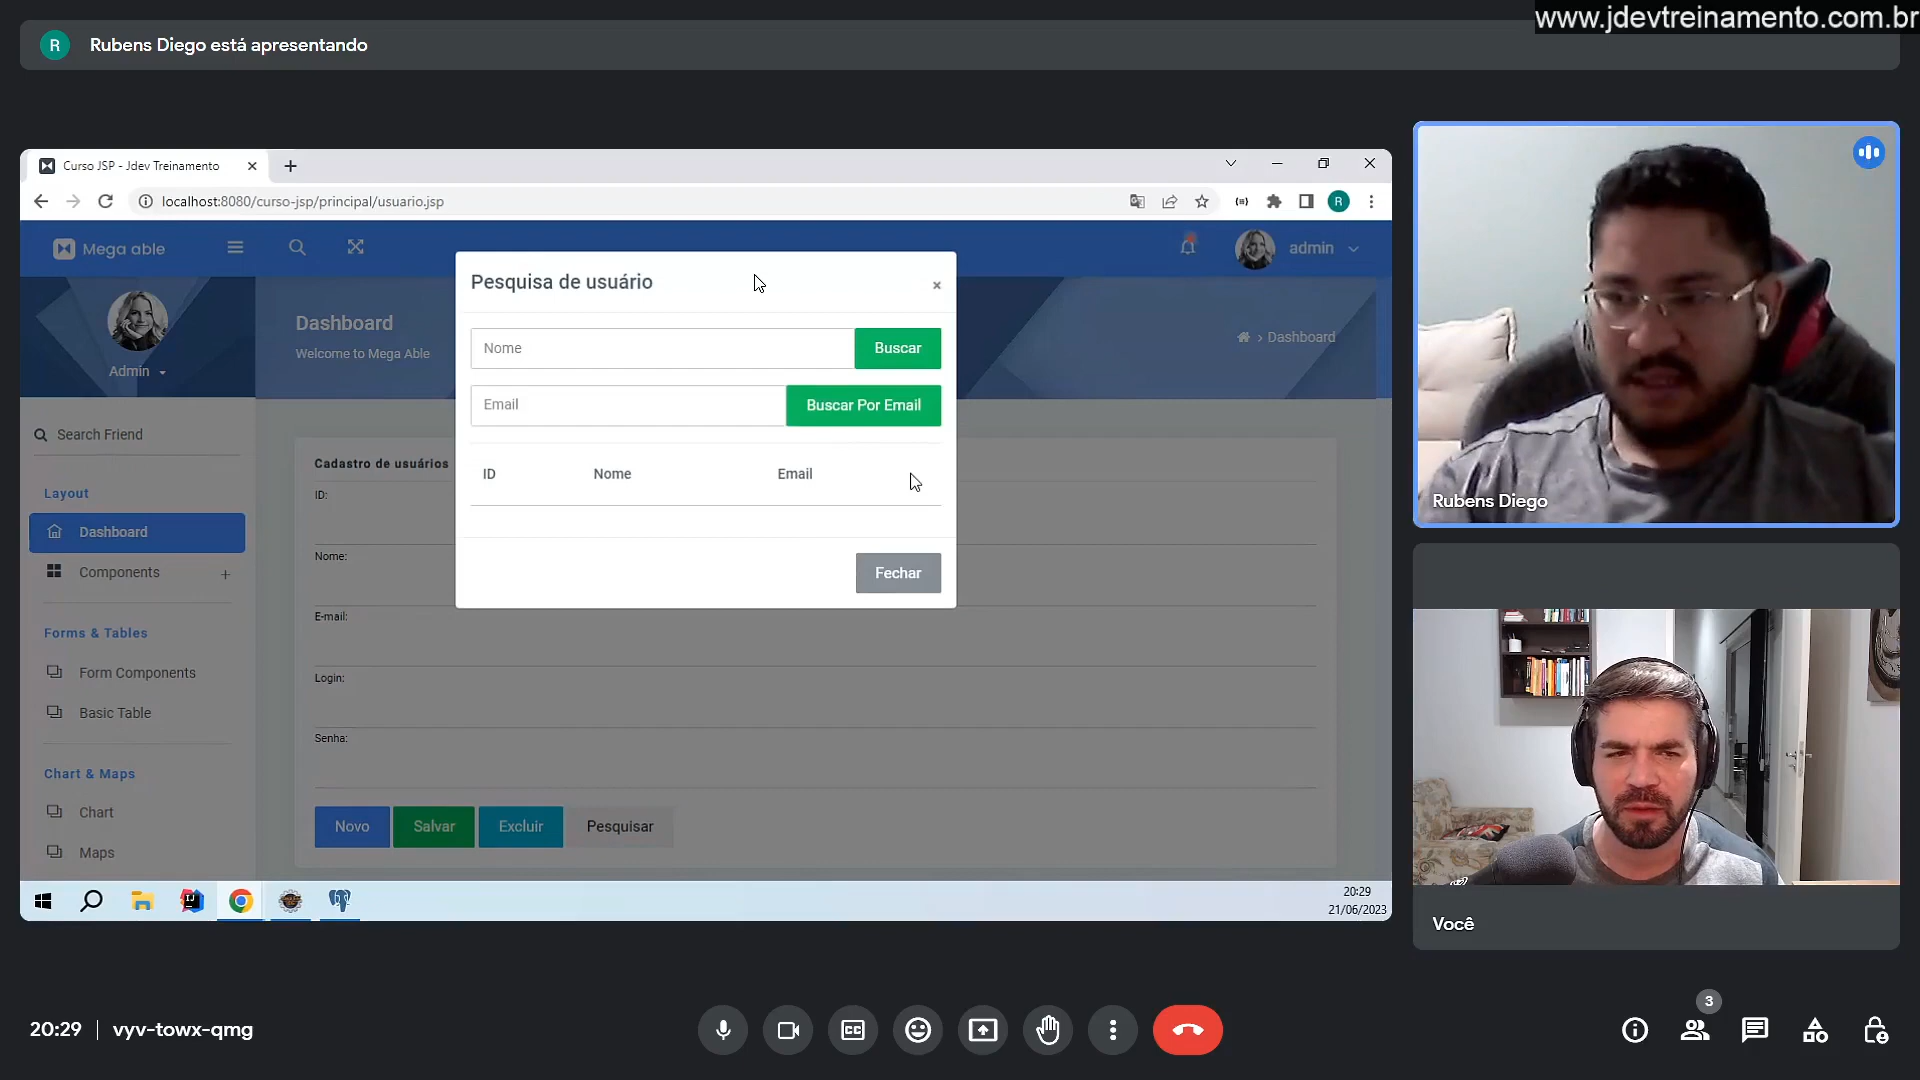 www.jdevtreinamento.com.br
R
Rubens Diego está apresentando
Curso JSP - Jdev Treinamento
localhost:8080/curso-jsp/principal/usuario.jsp
R
Mega able
admin
Pesquisa de usuário
×
Nome
Buscar
Email
Buscar Por Email
ID
Nome
Email
Fechar
Admin
Dashboard
Welcome to Mega Able
Dashboard
Search Friend
Layout
Dashboard
Components
Forms & Tables
Form Components
Basic Table
Chart & Maps
Chart
Maps
Cadastro de usuários
ID:
Nome:
E-mail:
Login:
Senha:
Novo
Salvar
Excluir
Pesquisar
20:29
21/06/2023
Rubens Diego
Você
20:29
vyv-towx-qmg
CC
3